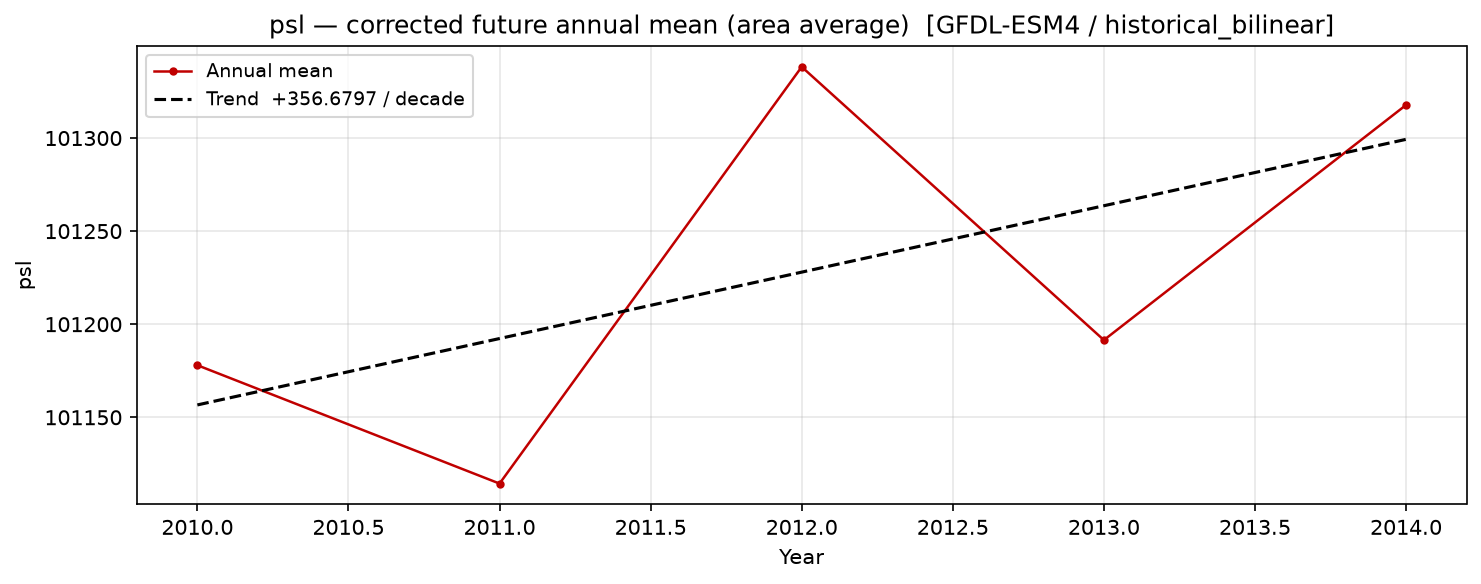 psl — corrected future annual mean (area average)  [GFDL-ESM4 / historical_bilinear]
Annual mean
Trend  +356.6797 / decade
101300
101250
101200
101150
psl
2010.0 2010.5 2011.0 2011.5 2012.0 2012.5 2013.0 2013.5 2014.0
Year